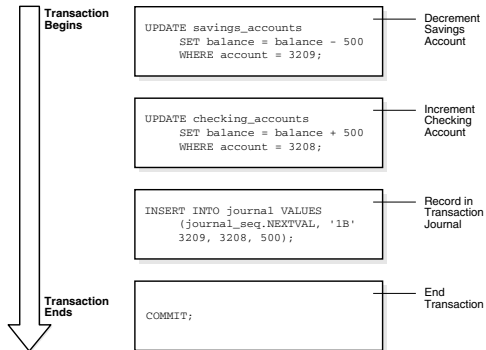 Transaction
Begins
UPDATE savings_accounts
SET balance = balance - 500
WHERE account = 3209;
Decrement
Savings
Account
UPDATE checking_accounts
SET balance = balance + 500
WHERE account = 3208;
Increment
Checking
Account
INSERT INTO journal VALUES
(journal_seq.NEXTVAL, '1B'
3209, 3208, 500);
Record in
Transaction
Journal
Transaction
Ends
COMMIT;
End
Transaction